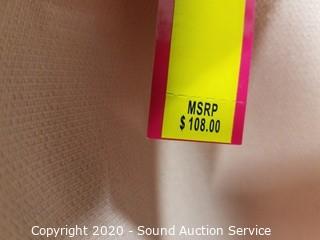 MSRP
$ 108.00
Copyright 2020 - Sound Auction Service